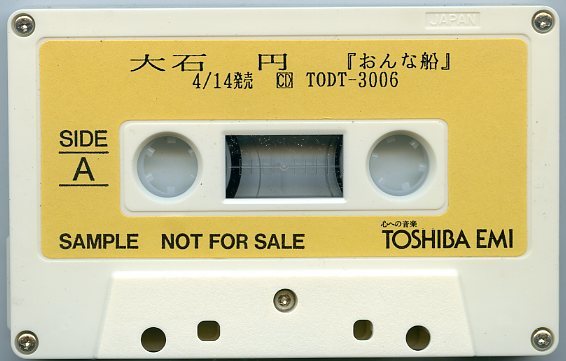 JAPAN
大石 円 『おんな船』
4/14発売 CD TODT-3006
SIDE
A
心への音楽
SAMPLE NOT FOR SALE TOSHIBA EMI